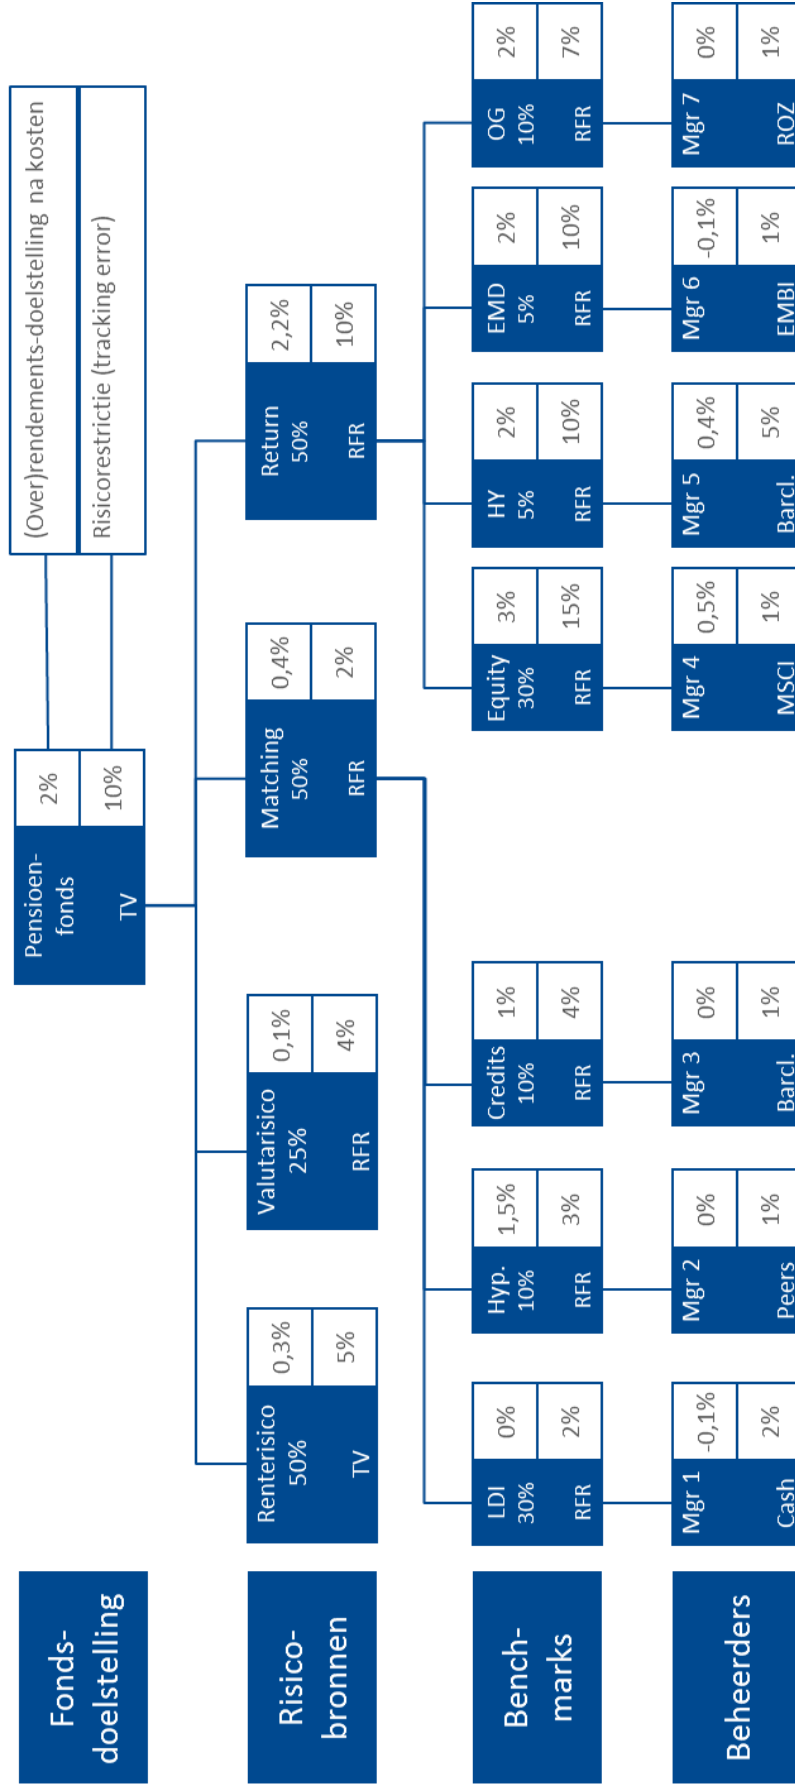 Fonds-
doelstelling
Pensioen-
fonds
TV
2%
10%
(Over)rendements-doelstelling na kosten
Risicorestrictie (tracking error)
Risico-
bronnen
Renterisico
50%
TV
0,3%
5%
Valutarisico
25%
RFR
0,1%
4%
Matching
50%
RFR
0,4%
2%
Return
50%
RFR
2,2%
10%
Bench-
marks
LDI
30%
RFR
0%
2%
Hyp.
10%
RFR
1,5%
3%
Credits
10%
RFR
1%
4%
Equity
30%
RFR
3%
15%
HY
5%
RFR
2%
10%
EMD
5%
RFR
2%
10%
OG
10%
RFR
2%
7%
Beheerders
Mgr 1
Cash
-0,1%
2%
Mgr 2
Peers
0%
1%
Mgr 3
Barcl.
0%
1%
Mgr 4
MSCI
0,5%
1%
Mgr 5
Barcl.
0,4%
5%
Mgr 6
EMBI
-0,1%
1%
Mgr 7
ROZ
0%
1%